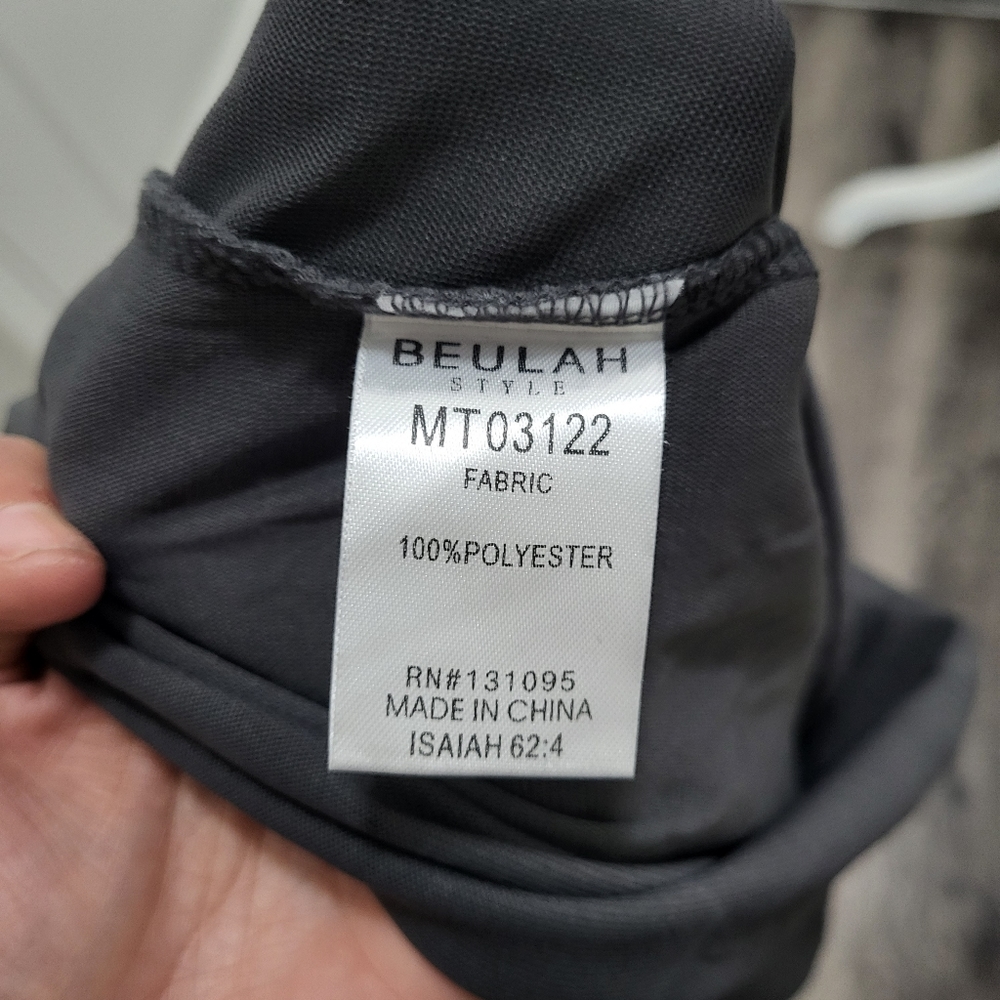 BEULAH
STYLE
MT03122
FABRIC
100%POLYESTER
RN#131095
MADE IN CHINA
ISAIAH 62:4